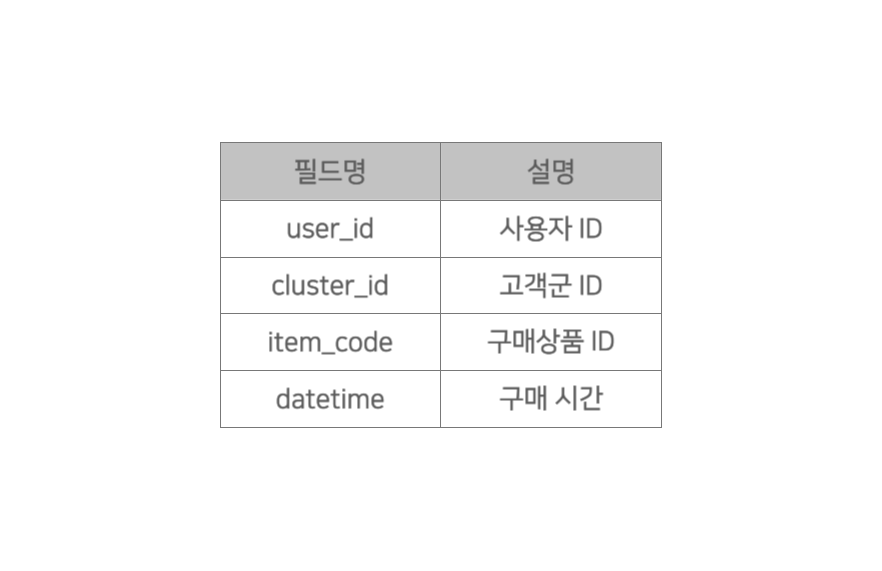 필드명 설명
user_id 사용자 ID
cluster_id 고객군 ID
item_code 구매상품 ID
datetime 구매 시간